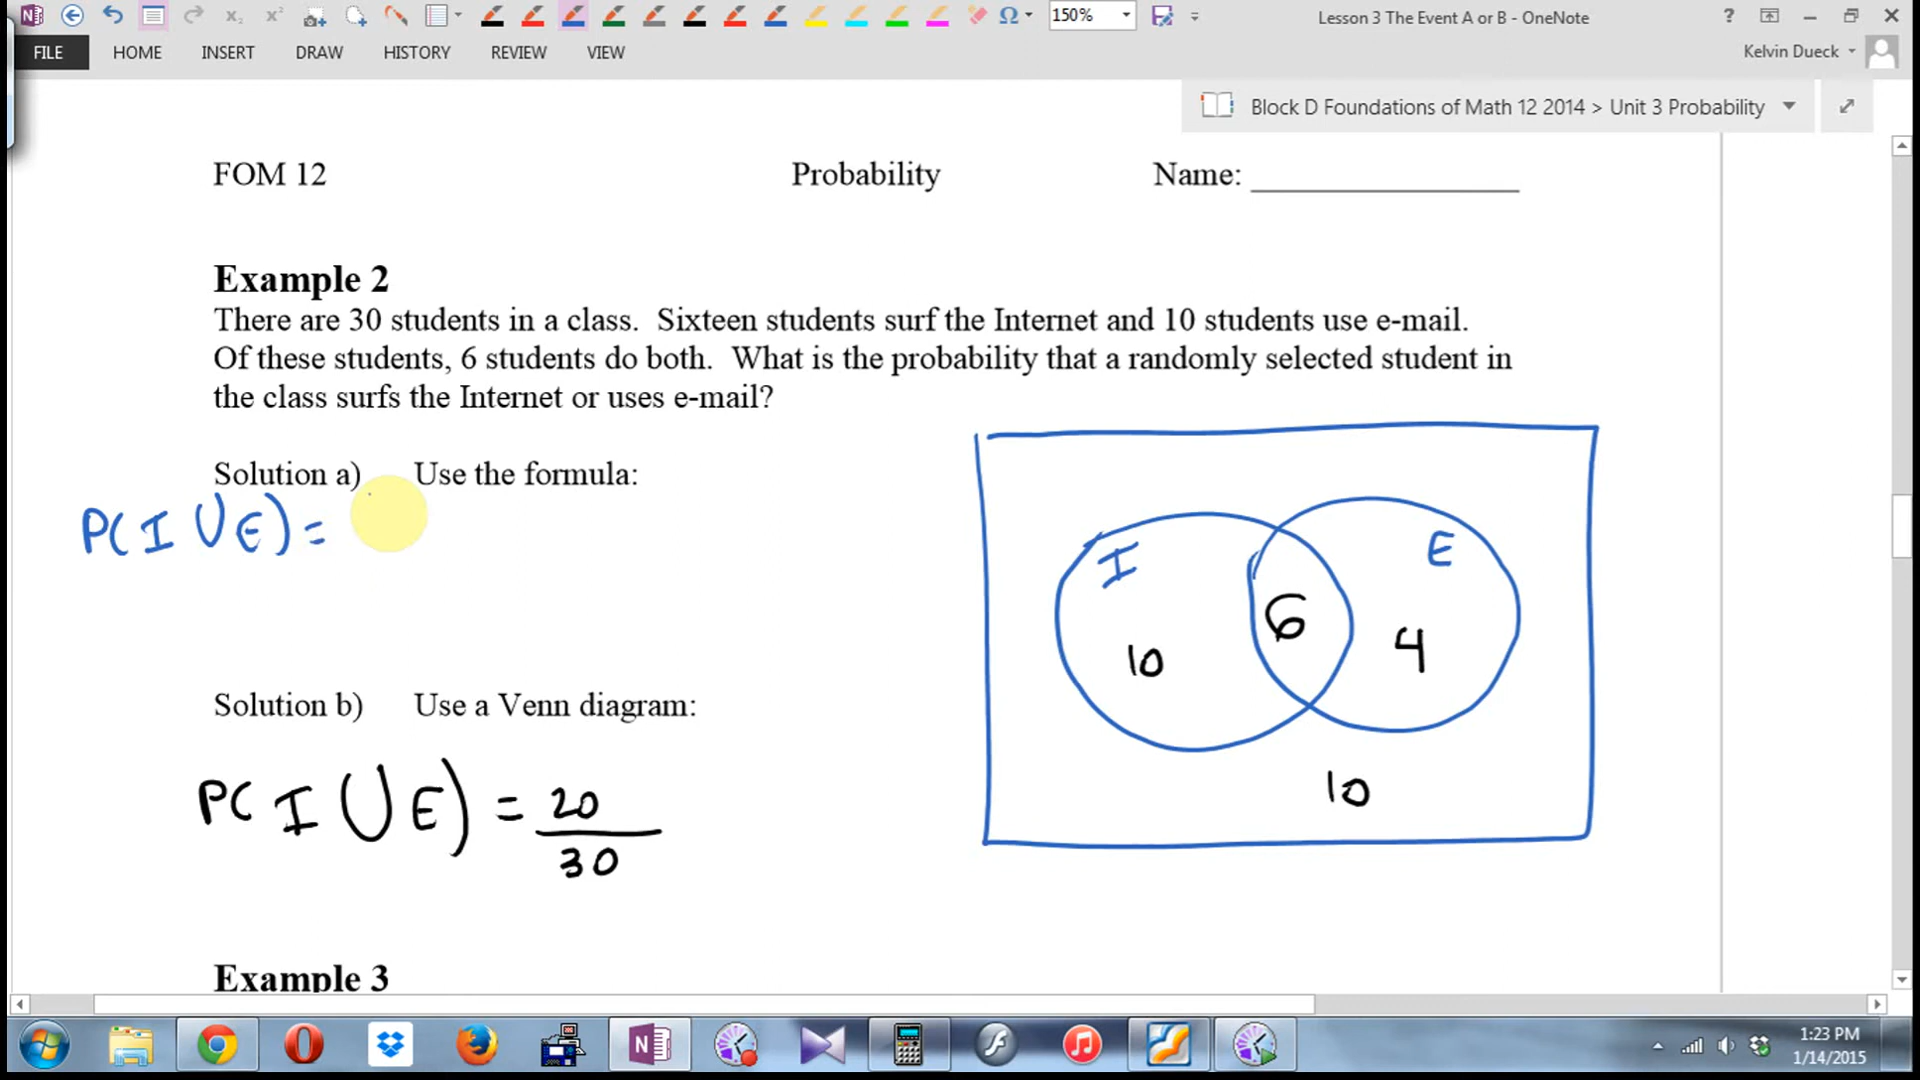 150%
Lesson 3 The Event A or B - OneNote
FILE HOME INSERT DRAW HISTORY REVIEW VIEW
Kelvin Dueck
Block D Foundations of Math 12 2014 > Unit 3 Probability
FOM 12 Probability Name: ____________
Example 2
There are 30 students in a class. Sixteen students surf the Internet and 10 students use e-mail.
Of these students, 6 students do both. What is the probability that a randomly selected student in
the class surfs the Internet or uses e-mail?
Solution a) Use the formula:
P(I ∪ E) =
I E
6
10 4
10
Solution b) Use a Venn diagram:
P(I ∪ E) = 20
30
Example 3
1:23 PM
1/14/2015